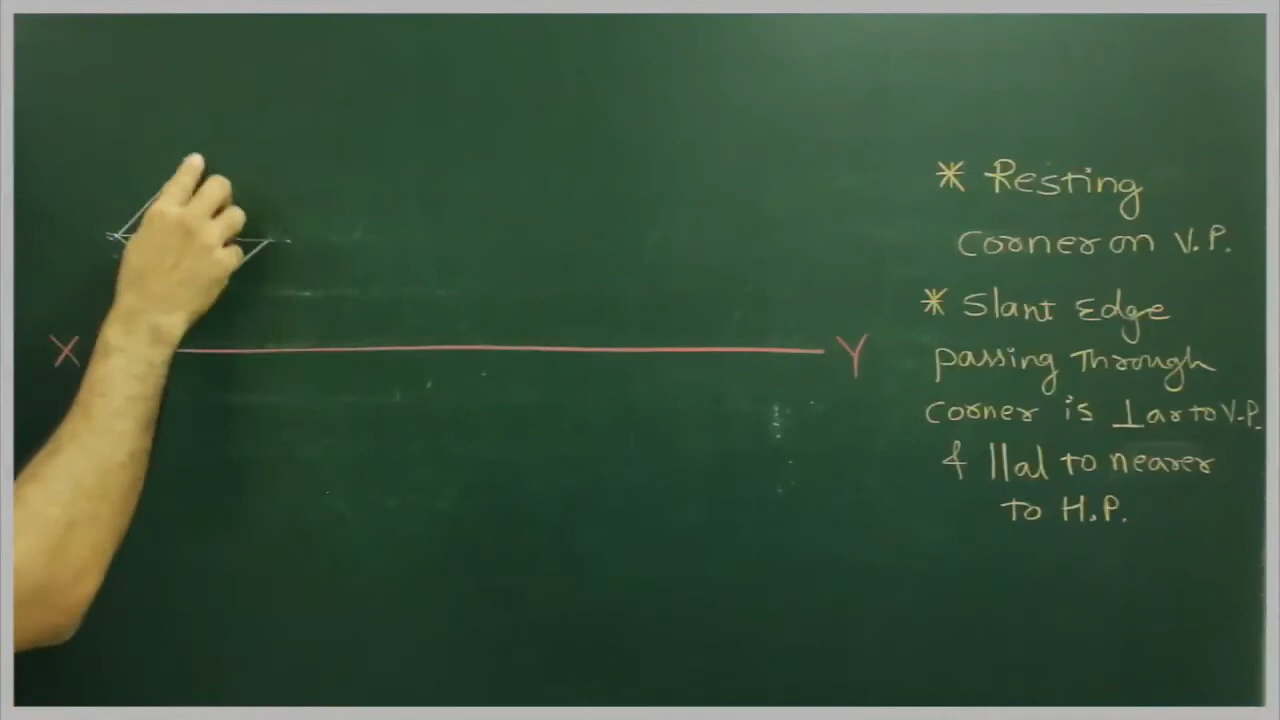 X
Y
* Resting
Corner on V.P.
* Slant Edge
passing Through
Corner is ⊥ar to V.P.
& ||al to nearer
to H.P.